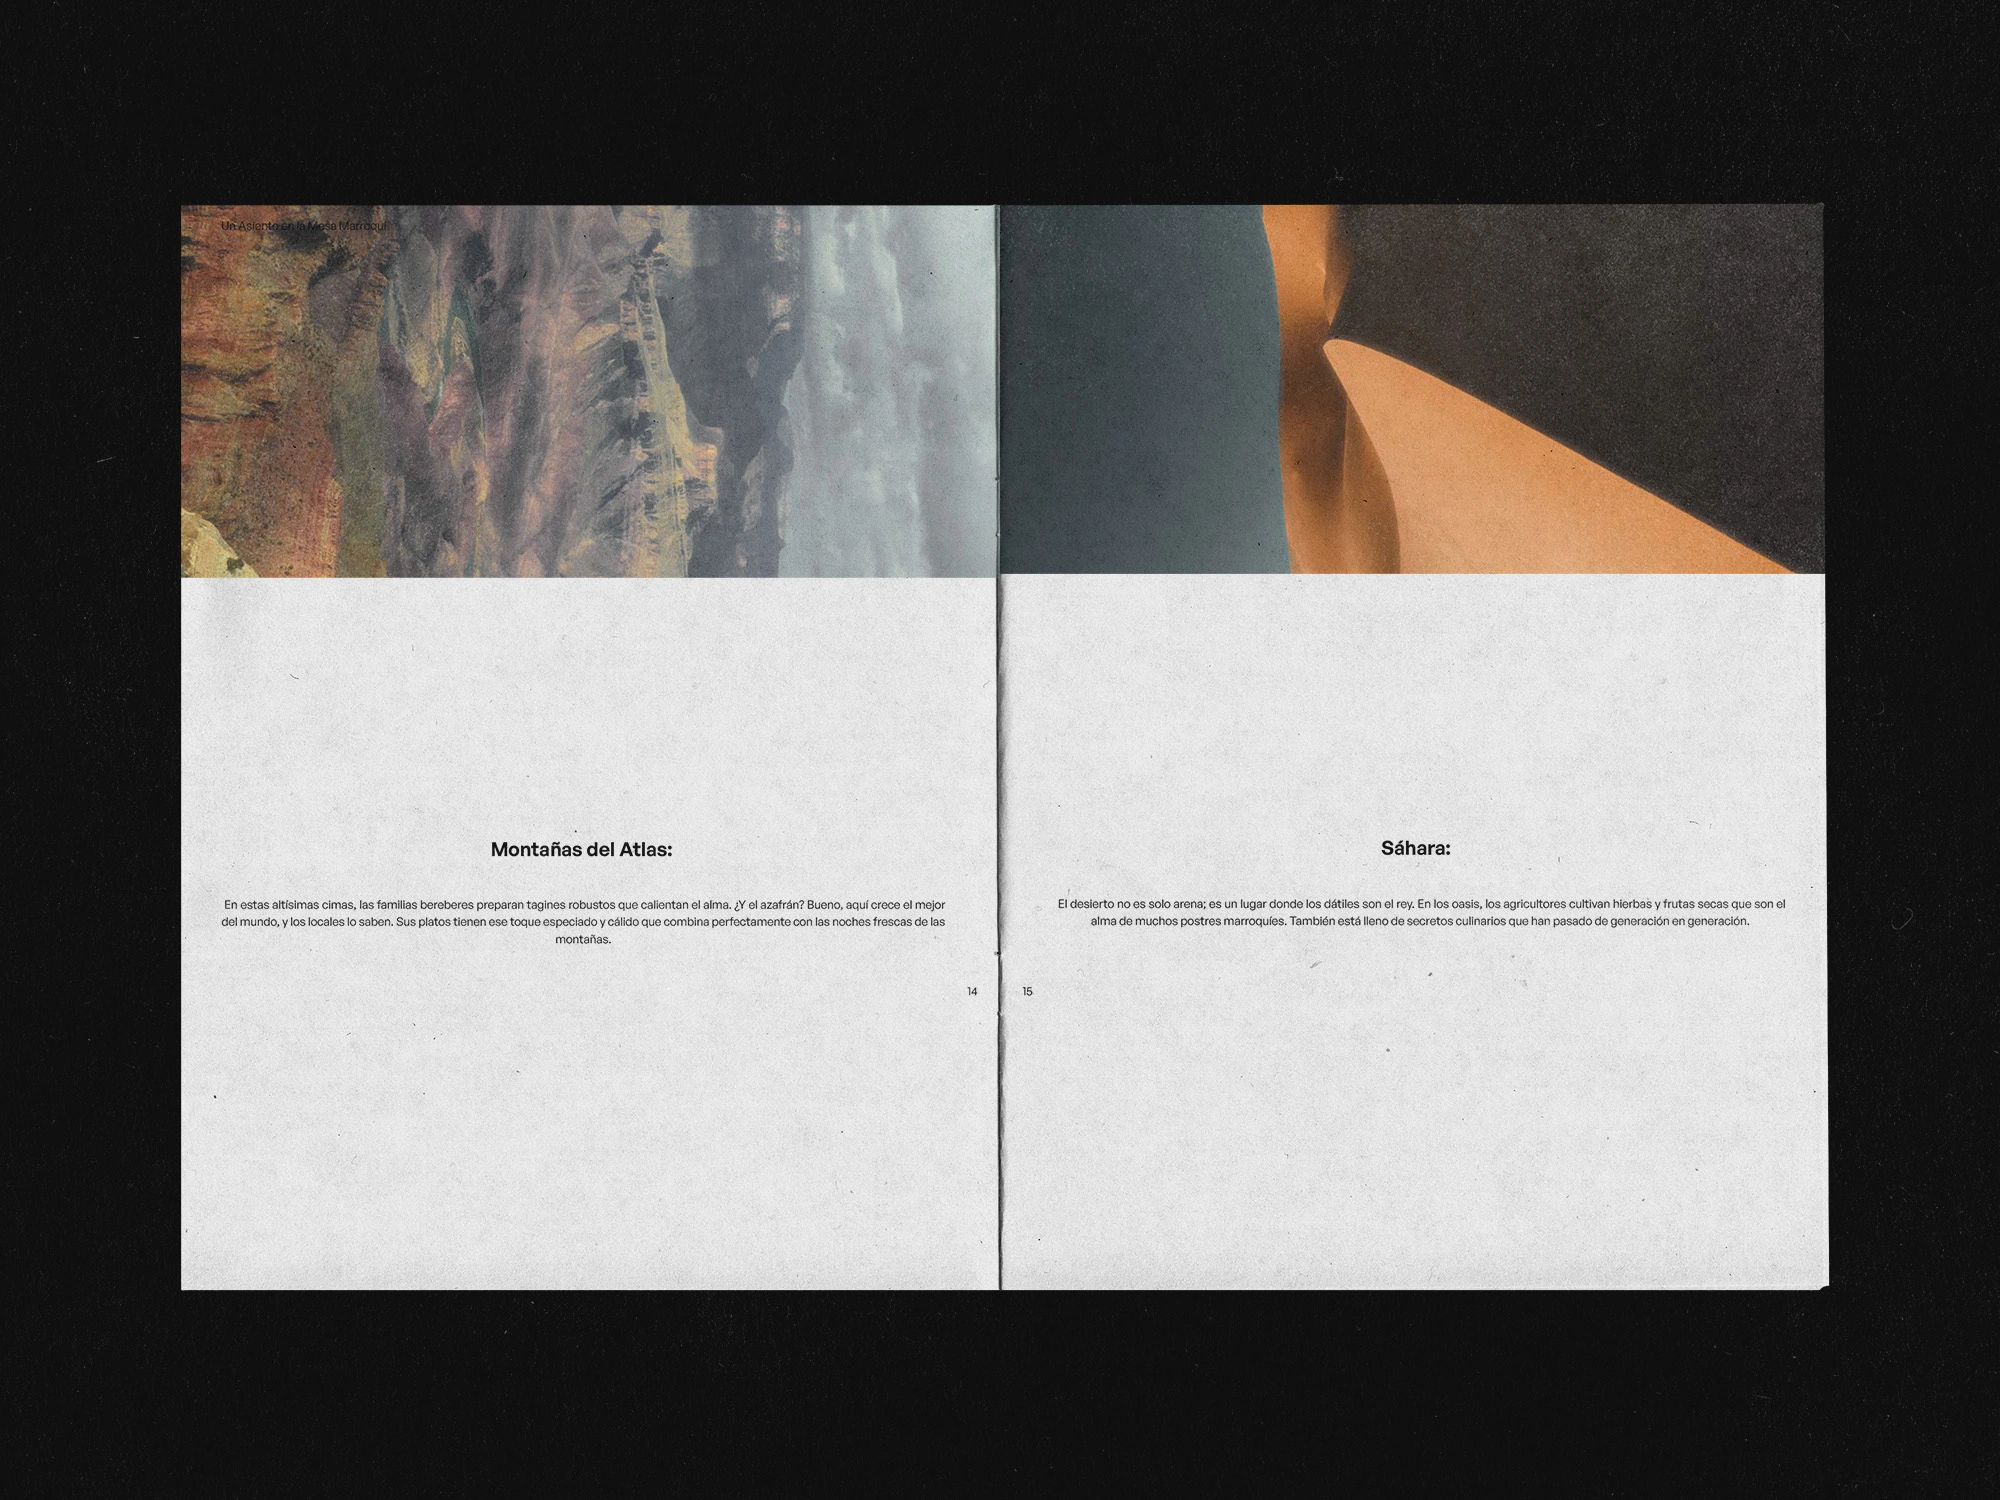 Un Asiento en la Mesa Marroquí
Montañas del Atlas:
En estas altísimas cimas, las familias bereberes preparan tagines robustos que calientan el alma. ¿Y el azafrán? Bueno, aquí crece el mejor
del mundo, y los locales lo saben. Sus platos tienen ese toque especiado y cálido que combina perfectamente con las noches frescas de las
montañas.
14
Sáhara:
El desierto no es solo arena; es un lugar donde los dátiles son el rey. En los oasis, los agricultores cultivan hierbas y frutas secas que son el
alma de muchos postres marroquíes. También está lleno de secretos culinarios que han pasado de generación en generación.
15